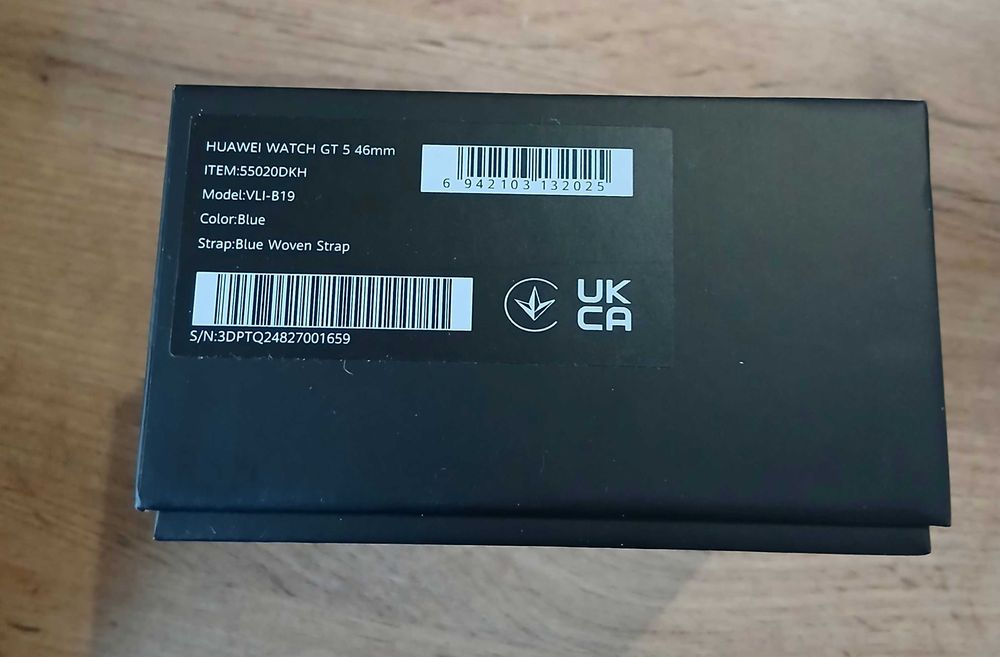 HUAWEI WATCH GT 5 46mm
ITEM:55020DKH
Model:VLI-B19
Color:Blue
Strap:Blue Woven Strap
6 942103 132025
S/N:3DPTQ24827001659
UK
CA